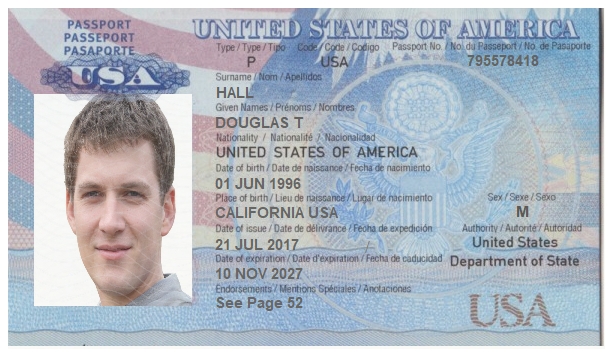 PASSPORT
PASSEPORT
PASAPORTE
USA
UNITED STATES OF AMERICA
Type / Type / Tipo Code / Code / Codigo Passport No. / No. du Passeport / No. de Pasaporte
P USA 795578418
Surname / Nom / Apellidos
HALL
Given Names / Prénoms / Nombres
DOUGLAS T
Nationality / Nationalité / Nacionalidad
UNITED STATES OF AMERICA
Date of birth / Date de naissance / Fecha de nacimiento
01 JUN 1996
Place of birth / Lieu de naissance / Lugar de nacimiento Sex / Sexe / Sexo
CALIFORNIA USA M
Date of issue / Date de délivrance / Fecha de expedición Authority / Autorité / Autoridad
21 JUL 2017 United States
Date of expiration / Date d'expiration / Fecha de caducidad Department of State
10 NOV 2027
Endorsements / Mentions Spéciales / Anotaciones
See Page 52
USA